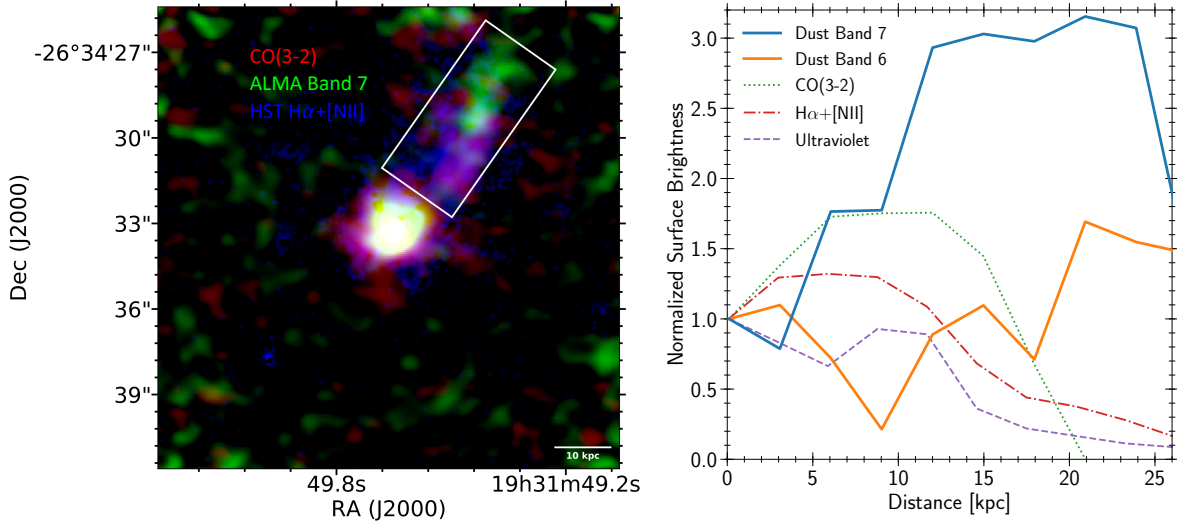 -26°34'27"
30"
33"
36"
39"
Dec (J2000)
CO(3-2)
ALMA Band 7
HST Hα+[NII]
10 kpc
49.8s
19h31m49.2s
RA (J2000)
Normalized Surface Brightness
3.0
2.5
2.0
1.5
1.0
0.5
0.0
Dust Band 7
Dust Band 6
CO(3-2)
Hα+[NII]
Ultraviolet
0
5
10
15
20
25
Distance [kpc]